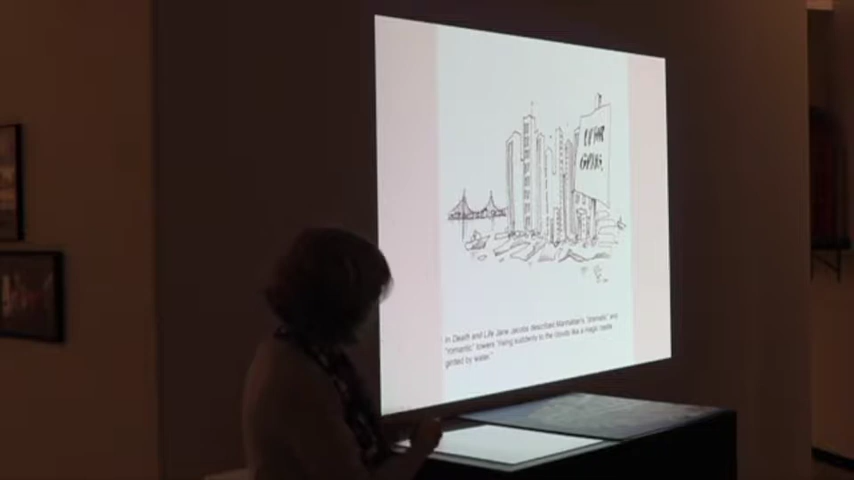 In Death and Life Jane Jacobs described Manhattan's "dramatic" and
"romantic" towers "rising suddenly to the clouds like a magic castle
girded by water."